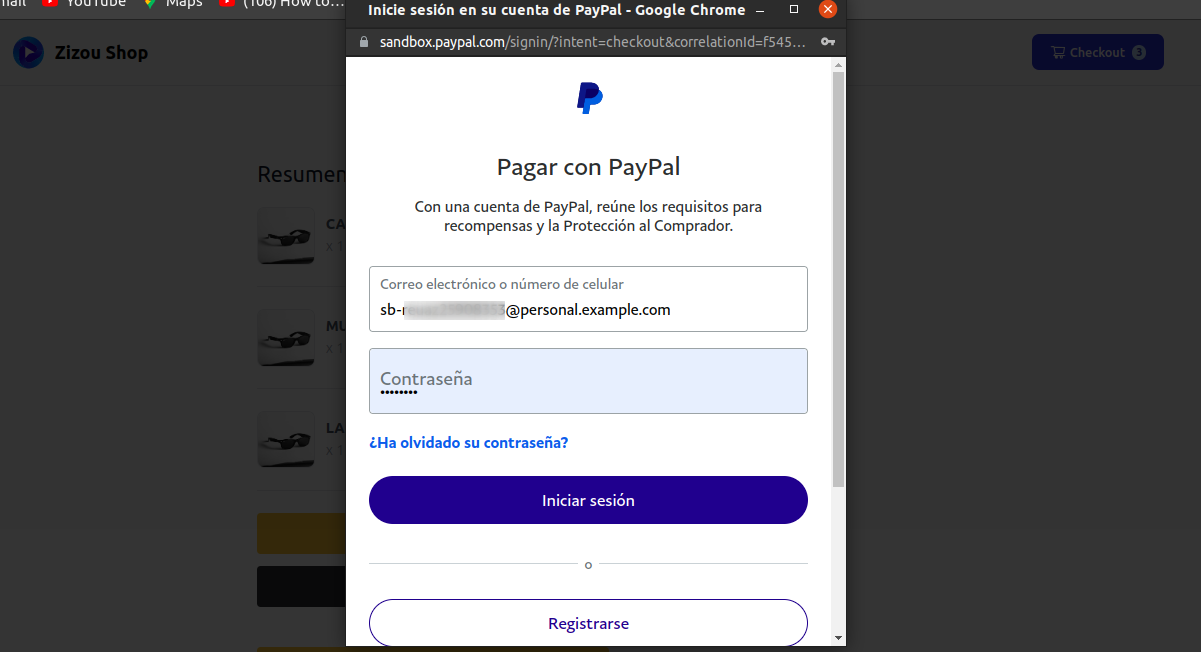 mail YouTube Maps (106) How to...
Inicie sesión en su cuenta de PayPal - Google Chrome
sandbox.paypal.com/signin/?intent=checkout&correlationId=f545...
Zizou Shop
Checkout 3
Pagar con PayPal
Con una cuenta de PayPal, reúne los requisitos para
recompensas y la Protección al Comprador.
Resumen
CA
x 1
MU
x 1
LA
x 1
Correo electrónico o número de celular
sb- @personal.example.com
Contraseña
¿Ha olvidado su contraseña?
Iniciar sesión
o
Registrarse